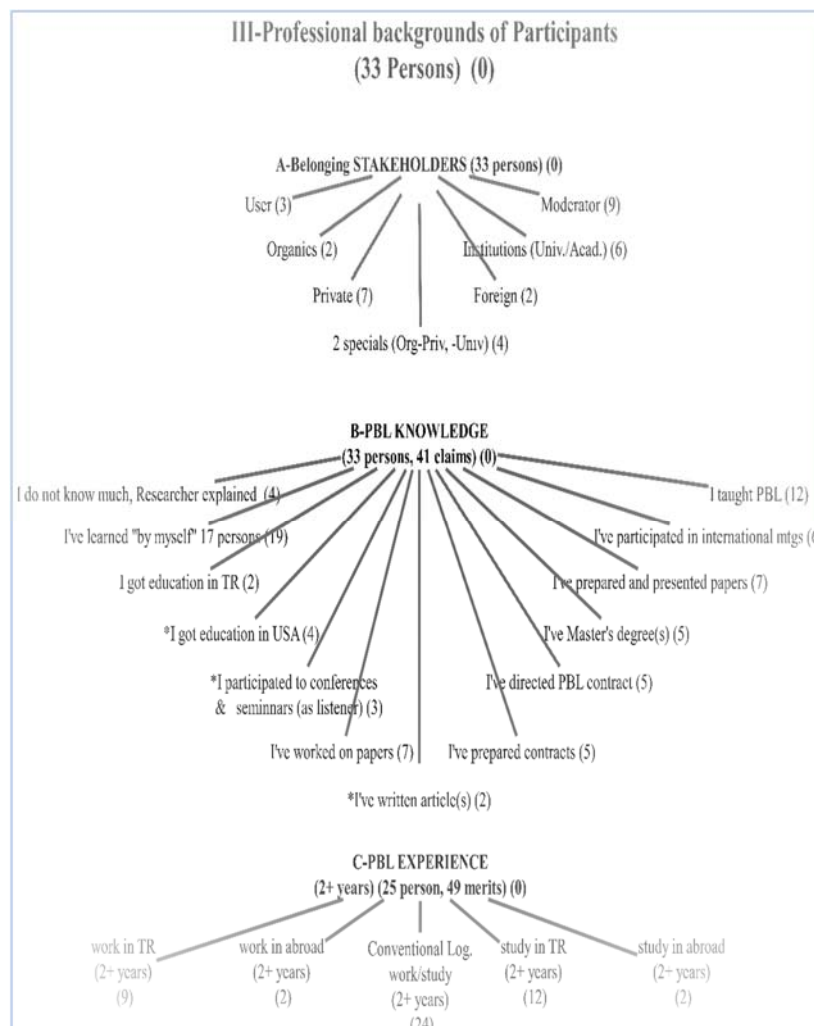 III-Professional backgrounds of Participants
(33 Persons) (0)
A-Belonging STAKEHOLDERS (33 persons) (0)
User (3)
Moderator (9)
Organics (2)
Institutions (Univ./Acad.) (6)
Private (7)
Foreign (2)
2 specials (Org-Priv, -Univ) (4)
B-PBL KNOWLEDGE
(33 persons, 41 claims) (0)
I do not know much, Researcher explained (4)
I taught PBL (12)
I've learned "by myself" 17 persons (19)
I've participated in international mtgs (6
I got education in TR (2)
I've prepared and presented papers (7)
*I got education in USA (4)
I've Master's degree(s) (5)
*I participated to conferences
& seminnars (as listener) (3)
I've directed PBL contract (5)
I've worked on papers (7)
I've prepared contracts (5)
*I've written article(s) (2)
C-PBL EXPERIENCE
(2+ years) (25 person, 49 merits) (0)
work in TR
(2+ years)
(9)
work in abroad
(2+ years)
(2)
Conventional Log.
work/study
(2+ years)
(24)
study in TR
(2+ years)
(12)
study in abroad
(2+ years)
(2)